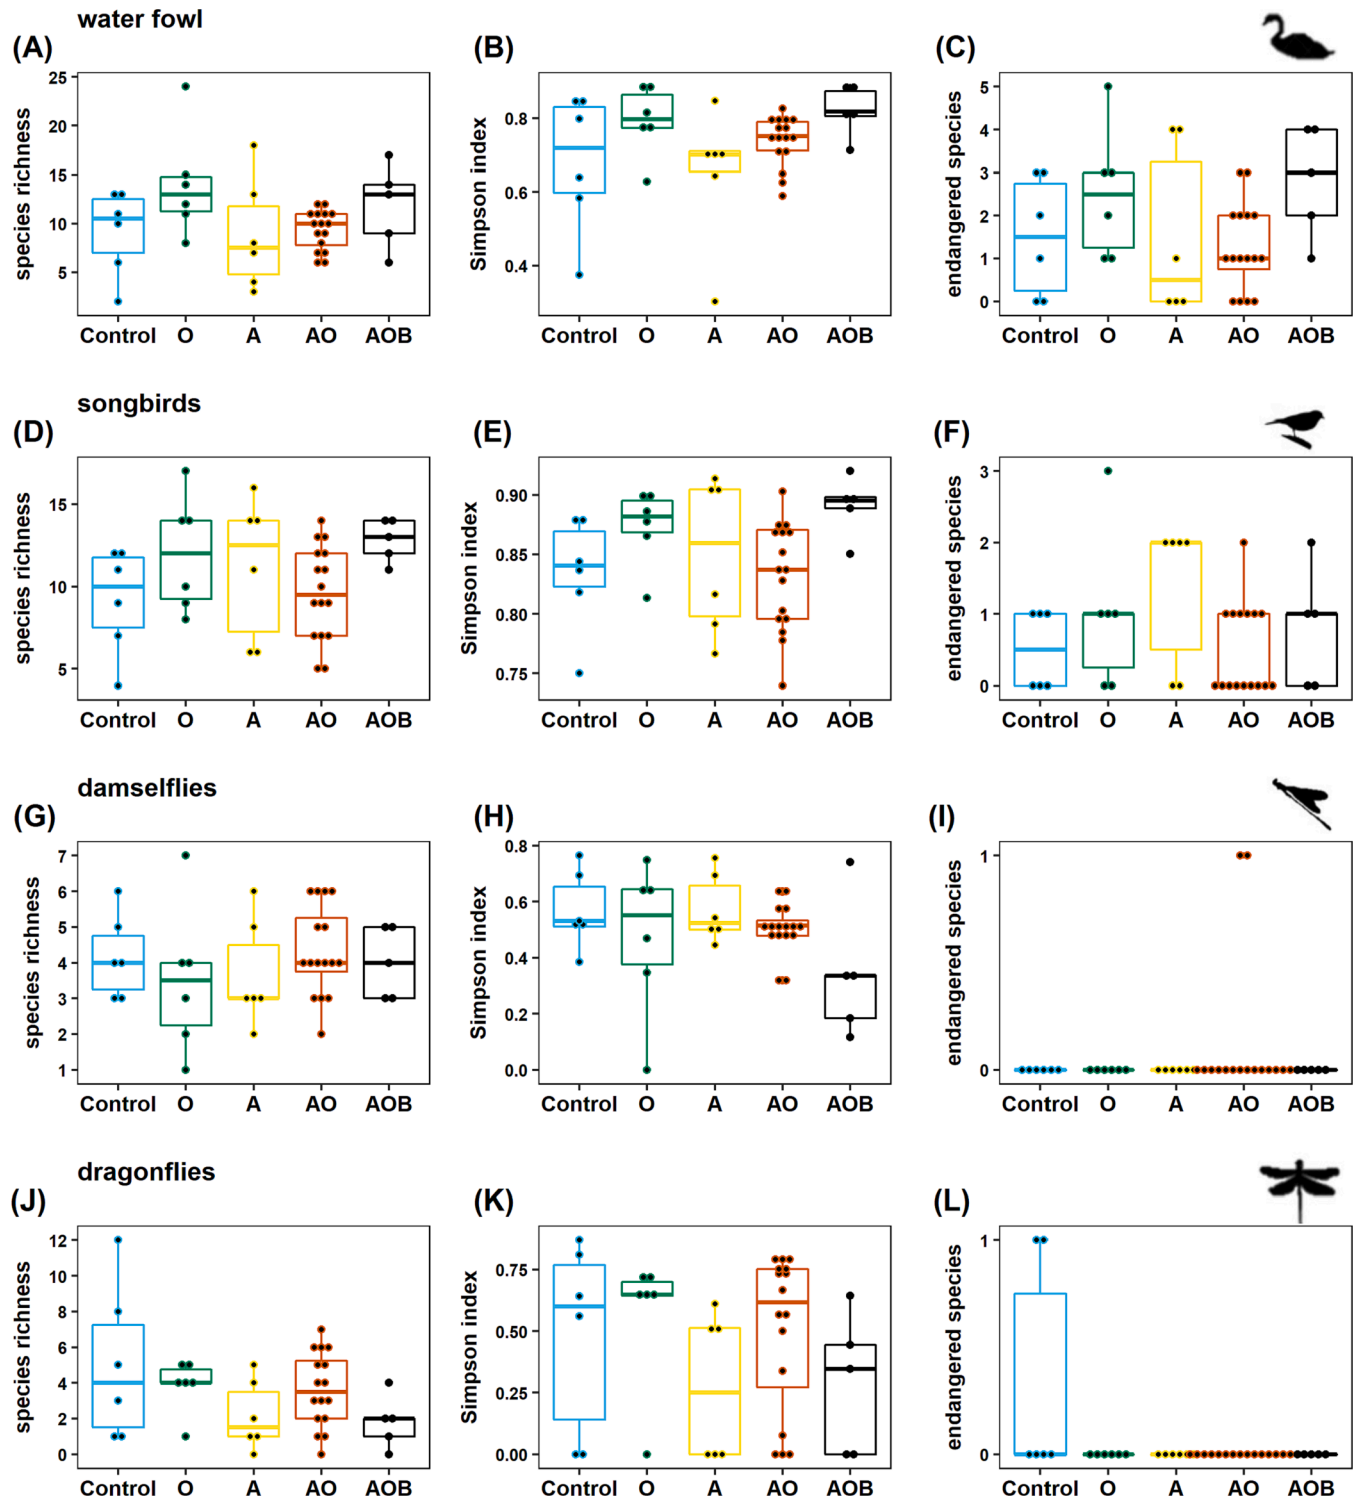 water fowl
(A)
(B)
(C)
species richness
25
20
15
10
5
Control O A AO AOB
Simpson index
0.8
0.6
0.4
Control O A AO AOB
endangered species
5
4
3
2
1
0
Control O A AO AOB
songbirds
(D)
(E)
(F)
species richness
15
10
5
Control O A AO AOB
Simpson index
0.90
0.85
0.80
0.75
Control O A AO AOB
endangered species
3
2
1
0
Control O A AO AOB
damselflies
(G)
(H)
(I)
species richness
7
6
5
4
3
2
1
Control O A AO AOB
Simpson index
0.8
0.6
0.4
0.2
0.0
Control O A AO AOB
endangered species
1
0
Control O A AO AOB
dragonflies
(J)
(K)
(L)
species richness
12
10
8
6
4
2
0
Control O A AO AOB
Simpson index
0.75
0.50
0.25
0.00
Control O A AO AOB
endangered species
1
0
Control O A AO AOB